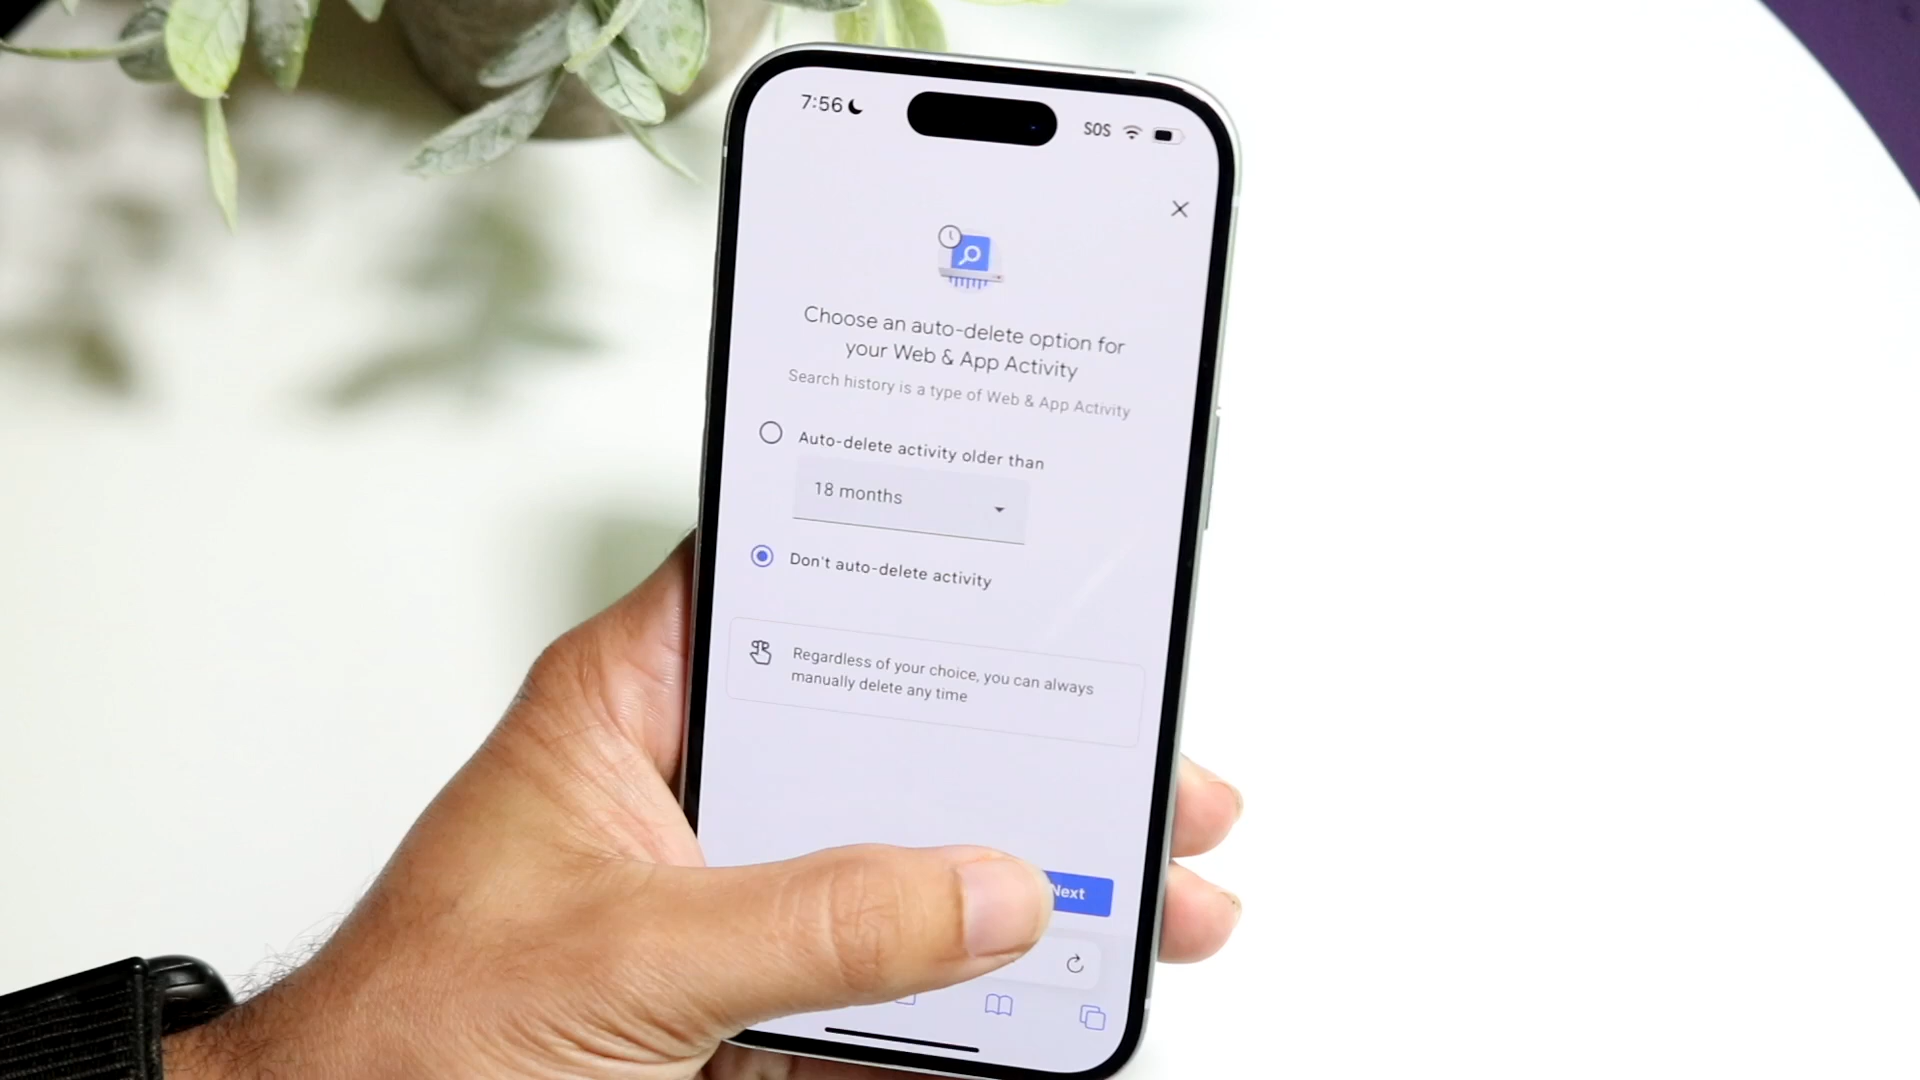 7:56
SOS
Choose an auto-delete option for
your Web & App Activity
Search history is a type of Web & App Activity
Auto-delete activity older than
18 months
Don't auto-delete activity
Regardless of your choice, you can always
manually delete any time
Next